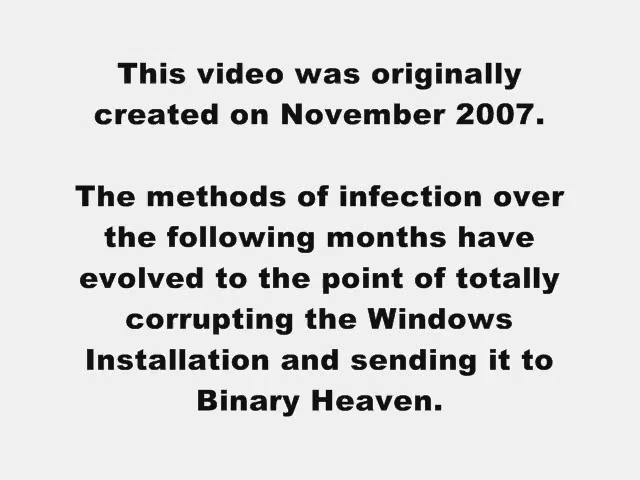 This video was originally
created on November 2007.
The methods of infection over
the following months have
evolved to the point of totally
corrupting the Windows
Installation and sending it to
Binary Heaven.